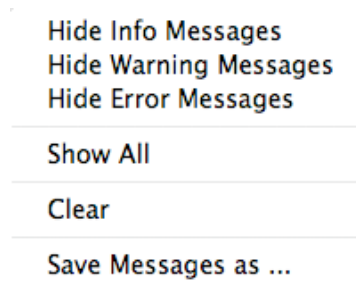 Hide Info Messages
Hide Warning Messages
Hide Error Messages
Show All
Clear
Save Messages as ...